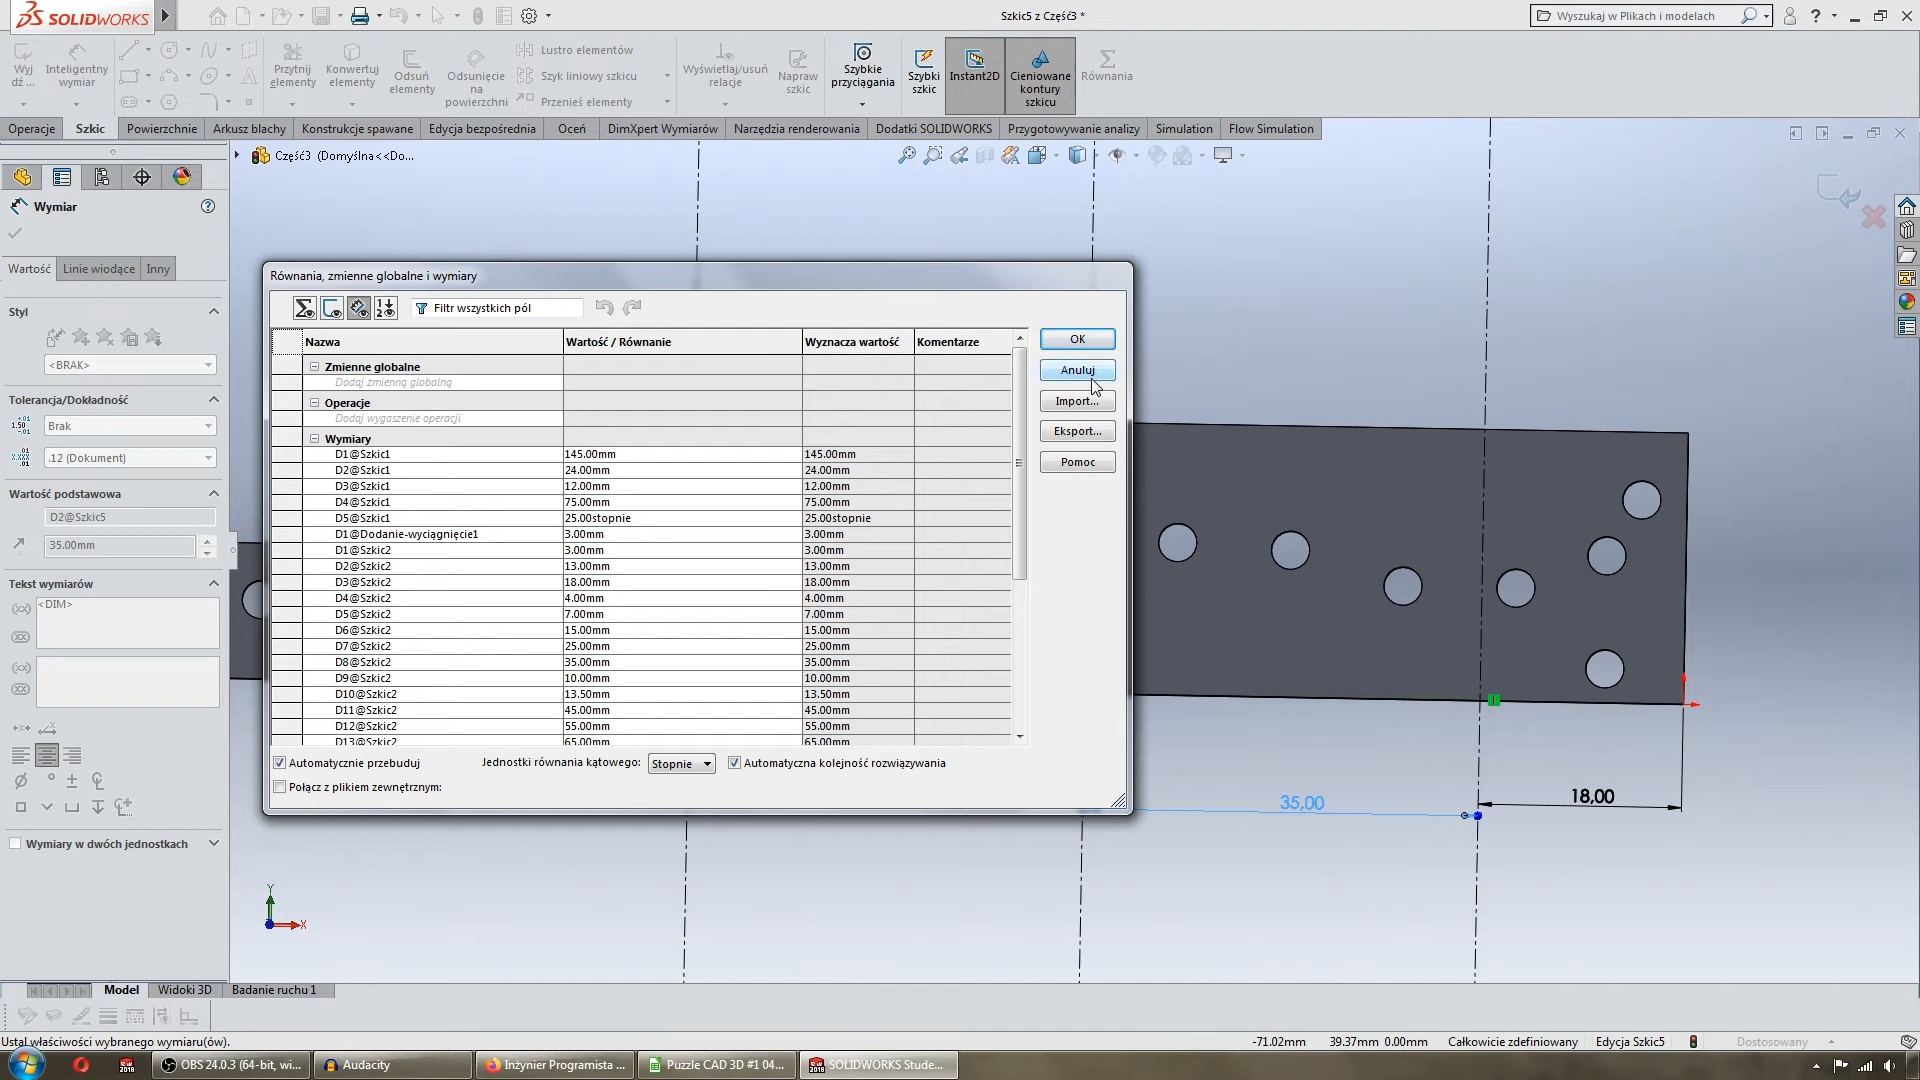 SOLIDWORKS
Szkic5 z Część3 *
Wyszukaj w Plikach i modelach
Wyj dź ...
Inteligentny wymiar
Przytnij elementy
Konwertuj elementy
Odsuń elementy
Odsunięcie na powierzchni
Lustro elementów
Szyk liniowy szkicu
Przenieś elementy
Wyświetlaj/usuń relacje
Napraw szkic
Szybkie przyciągania
Szybki szkic
Instant2D
Cieniowane kontury szkicu
Równania
Operacje Szkic Powierzchnie Arkusz blachy Konstrukcje spawane Edycja bezpośrednia Oceń DimXpert Wymiarów Narzędzia renderowania Dodatki SOLIDWORKS Przygotowywanie analizy Simulation Flow Simulation
Część3 (Domyślna<<Do...
Wymiar
Wartość Linie wiodące Inny
Styl
<BRAK>
Tolerancja/Dokładność
Brak
.12 (Dokument)
Wartość podstawowa
D2@Szkic5
35.00mm
Tekst wymiarów
<DIM>
Wymiary w dwóch jednostkach
Równania, zmienne globalne i wymiary
Filtr wszystkich pól
Nazwa Wartość / Równanie Wyznacza wartość Komentarze
Zmienne globalne
Dodaj zmienną globalną
Operacje
Dodaj wygaszenie operacji
Wymiary
D1@Szkic1 145.00mm 145.00mm
D2@Szkic1 24.00mm 24.00mm
D3@Szkic1 12.00mm 12.00mm
D4@Szkic1 75.00mm 75.00mm
D5@Szkic1 25.00stopnie 25.00stopnie
D1@Dodanie-wyciągnięcie1 3.00mm 3.00mm
D1@Szkic2 3.00mm 3.00mm
D2@Szkic2 13.00mm 13.00mm
D3@Szkic2 18.00mm 18.00mm
D4@Szkic2 4.00mm 4.00mm
D5@Szkic2 7.00mm 7.00mm
D6@Szkic2 15.00mm 15.00mm
D7@Szkic2 25.00mm 25.00mm
D8@Szkic2 35.00mm 35.00mm
D9@Szkic2 10.00mm 10.00mm
D10@Szkic2 13.50mm 13.50mm
D11@Szkic2 45.00mm 45.00mm
D12@Szkic2 55.00mm 55.00mm
D13@Szkic2 65.00mm 65.00mm
OK
Anuluj
Import...
Eksport...
Pomoc
Automatycznie przebuduj Jednostki równania kątowego: Stopnie Automatyczna kolejność rozwiązywania
Połącz z plikiem zewnętrznym:
35,00
18,00
Y
X
Model Widoki 3D Badanie ruchu 1
Ustal właściwości wybranego wymiaru(ów).
-71.02mm 39.37mm 0.00mm Całkowicie zdefiniowany Edycja Szkic5 Dostosowany
OBS 24.0.3 (64-bit, wi...
Audacity
Inżynier Programista ...
Puzzle CAD 3D #1 04...
SOLIDWORKS Stude...